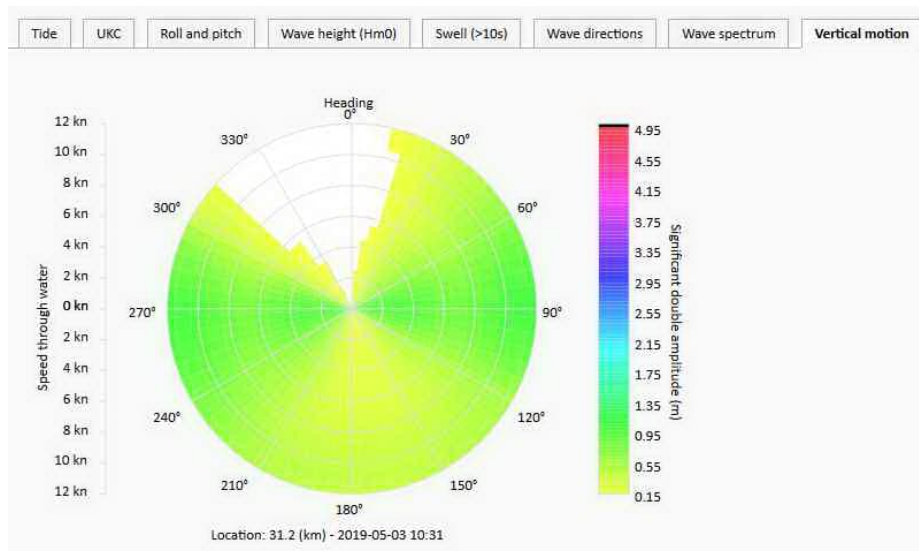 Tide
UKC
Roll and pitch
Wave height (Hm0)
Swell (>10s)
Wave directions
Wave spectrum
Vertical motion
Heading
0°
30°
60°
90°
120°
150°
180°
210°
240°
270°
300°
330°
Speed through water
12 kn
10 kn
8 kn
6 kn
4 kn
2 kn
0 kn
2 kn
4 kn
6 kn
8 kn
10 kn
12 kn
4.95
4.55
4.15
3.75
3.35
2.95
2.55
2.15
1.75
1.35
0.95
0.55
0.15
Significant double amplitude (m)
Location: 31.2 (km) - 2019-05-03 10:31